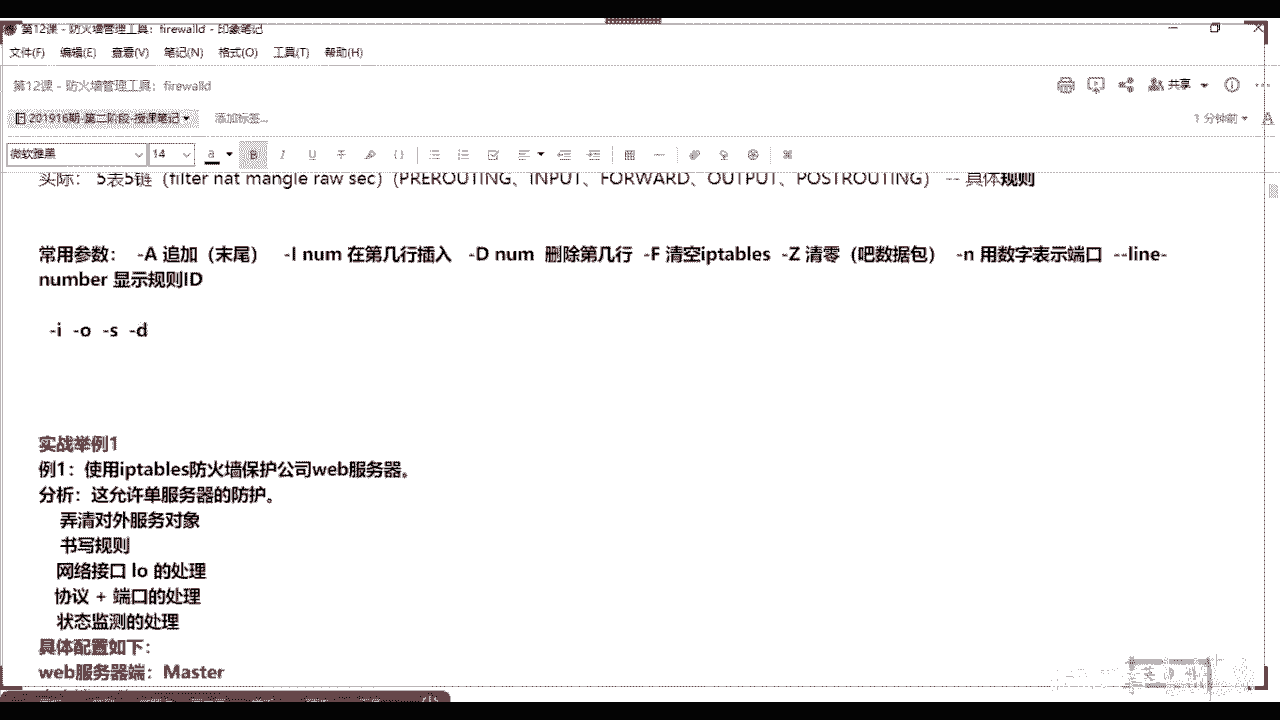 第12课 - 防火墙管理工具：firewalld - 印象笔记
文件(F) 编辑(E) 查看(V) 笔记(N) 格式(O) 工具(T) 帮助(H)
第12课 - 防火墙管理工具：firewalld
共享
201916期-第二阶段-授课笔记
添加标签...
1 分钟前
微软雅黑 14
实际： 5表5链（filter nat mangle raw sec）（PREROUTING、INPUT、FORWARD、OUTPUT、POSTROUTING） -- 具体规则
常用参数： -A 追加（末尾） -I num 在第几行插入 -D num 删除第几行 -F 清空iptables -Z 清零（吧数据包） -n 用数字表示端口 --line-
number 显示规则ID
-i -o -s -d
实战举例1
例1：使用iptables防火墙保护公司web服务器。
分析：这允许单服务器的防护。
弄清对外服务对象
书写规则
网络接口 lo 的处理
协议 + 端口的处理
状态监测的处理
具体配置如下：
web服务器端：Master